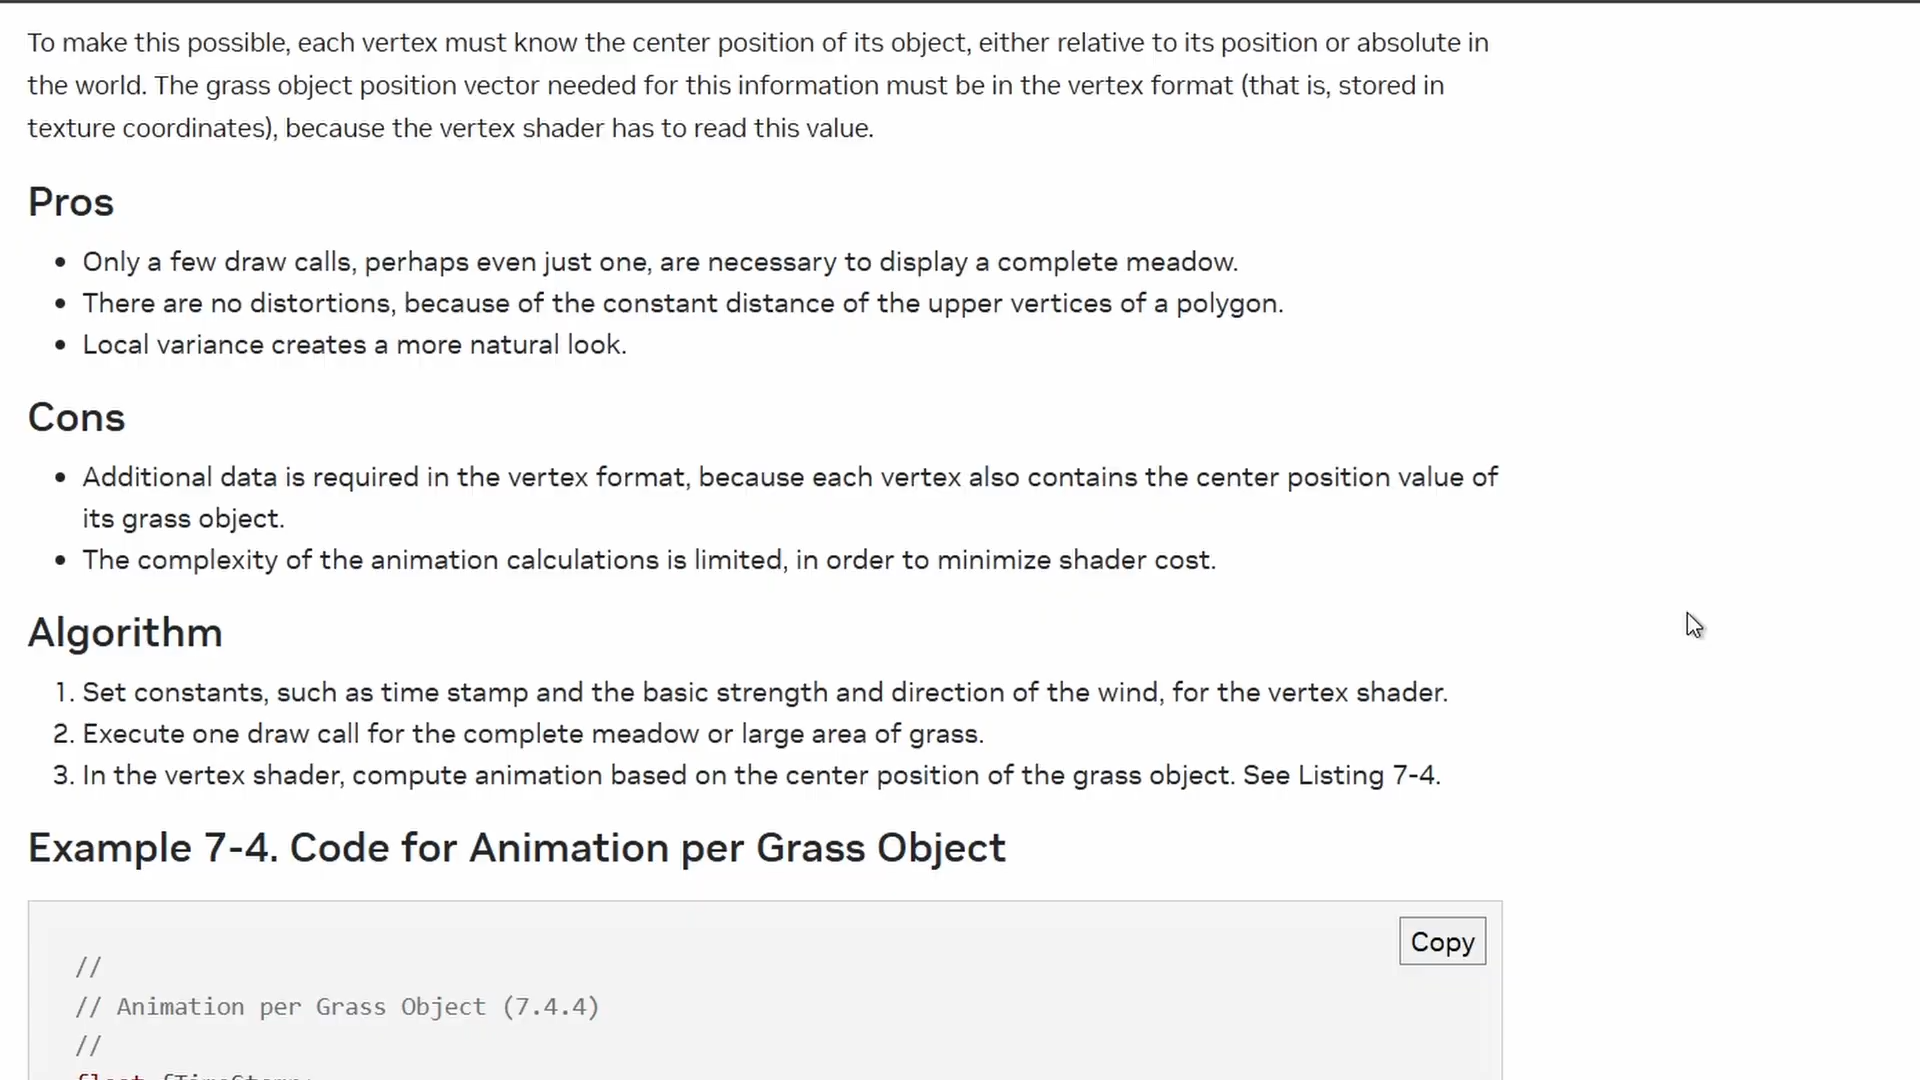 To make this possible, each vertex must know the center position of its object, either relative to its position or absolute in
the world. The grass object position vector needed for this information must be in the vertex format (that is, stored in
texture coordinates), because the vertex shader has to read this value.
Pros
• Only a few draw calls, perhaps even just one, are necessary to display a complete meadow.
• There are no distortions, because of the constant distance of the upper vertices of a polygon.
• Local variance creates a more natural look.
Cons
• Additional data is required in the vertex format, because each vertex also contains the center position value of
its grass object.
• The complexity of the animation calculations is limited, in order to minimize shader cost.
Algorithm
1. Set constants, such as time stamp and the basic strength and direction of the wind, for the vertex shader.
2. Execute one draw call for the complete meadow or large area of grass.
3. In the vertex shader, compute animation based on the center position of the grass object. See Listing 7-4.
Example 7-4. Code for Animation per Grass Object
Copy
//
// Animation per Grass Object (7.4.4)
//
float fTimeStamp;